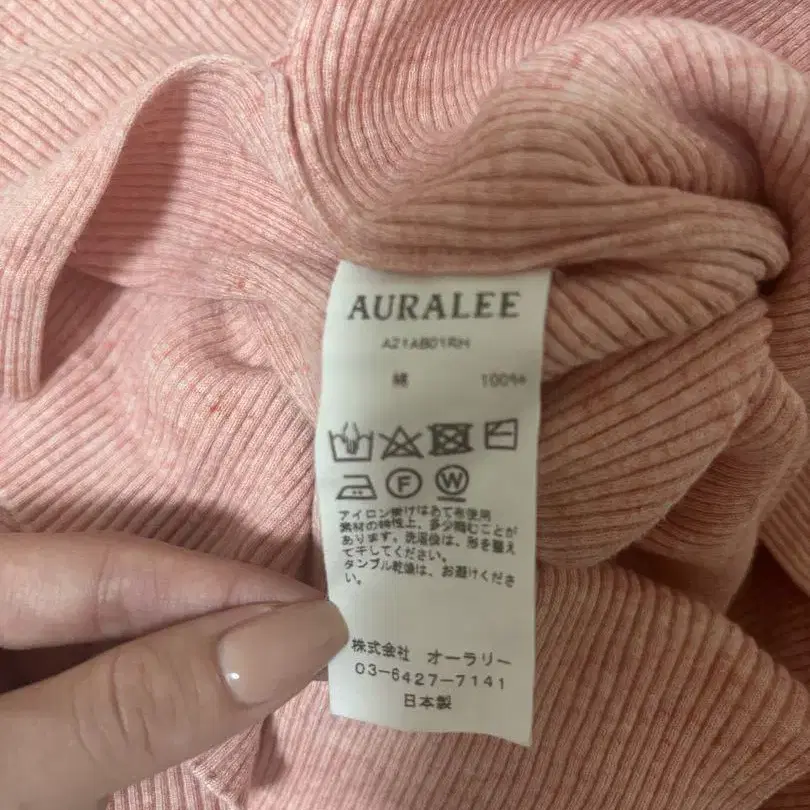 AURALEE
A21AB01RH
綿 100%
F
W
アイロン掛けはあて布使用
素材の特性上、多少縮むことが
あります。洗濯後は、形を整え
て干してください。
タンブル乾燥は、お避けくださ
い。
株式会社 オーラリー
03-6427-7141
日本製